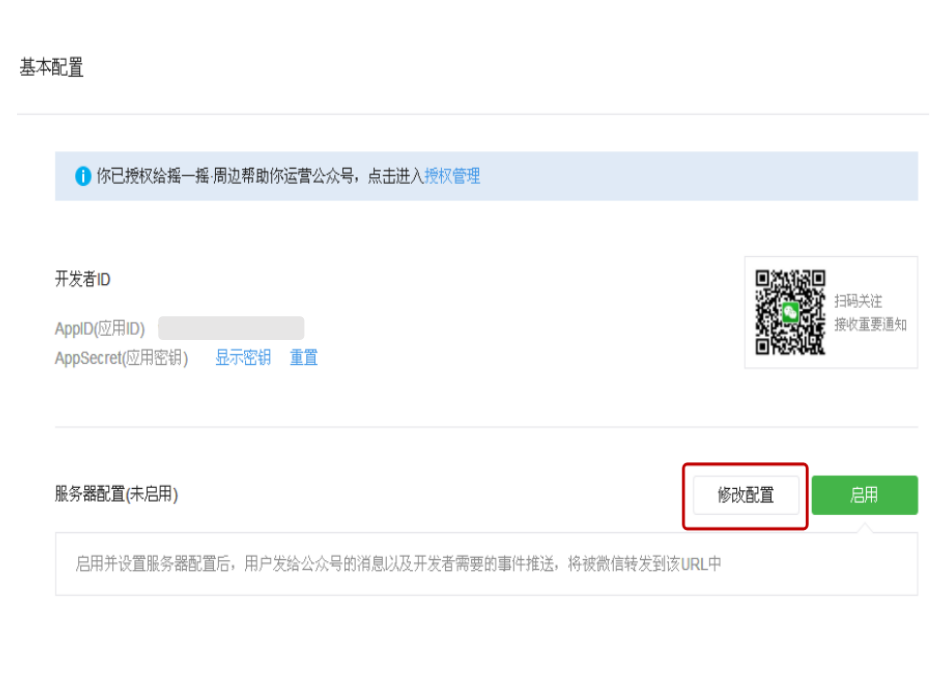 基本配置
你已授权给摇一摇·周边帮助你运营公众号，点击进入授权管理
开发者ID
AppID(应用ID)
AppSecret(应用密钥) 显示密钥 重置
扫码关注
接收重要通知
服务器配置(未启用)
修改配置
启用
启用并设置服务器配置后，用户发给公众号的消息以及开发者需要的事件推送，将被微信转发到该URL中